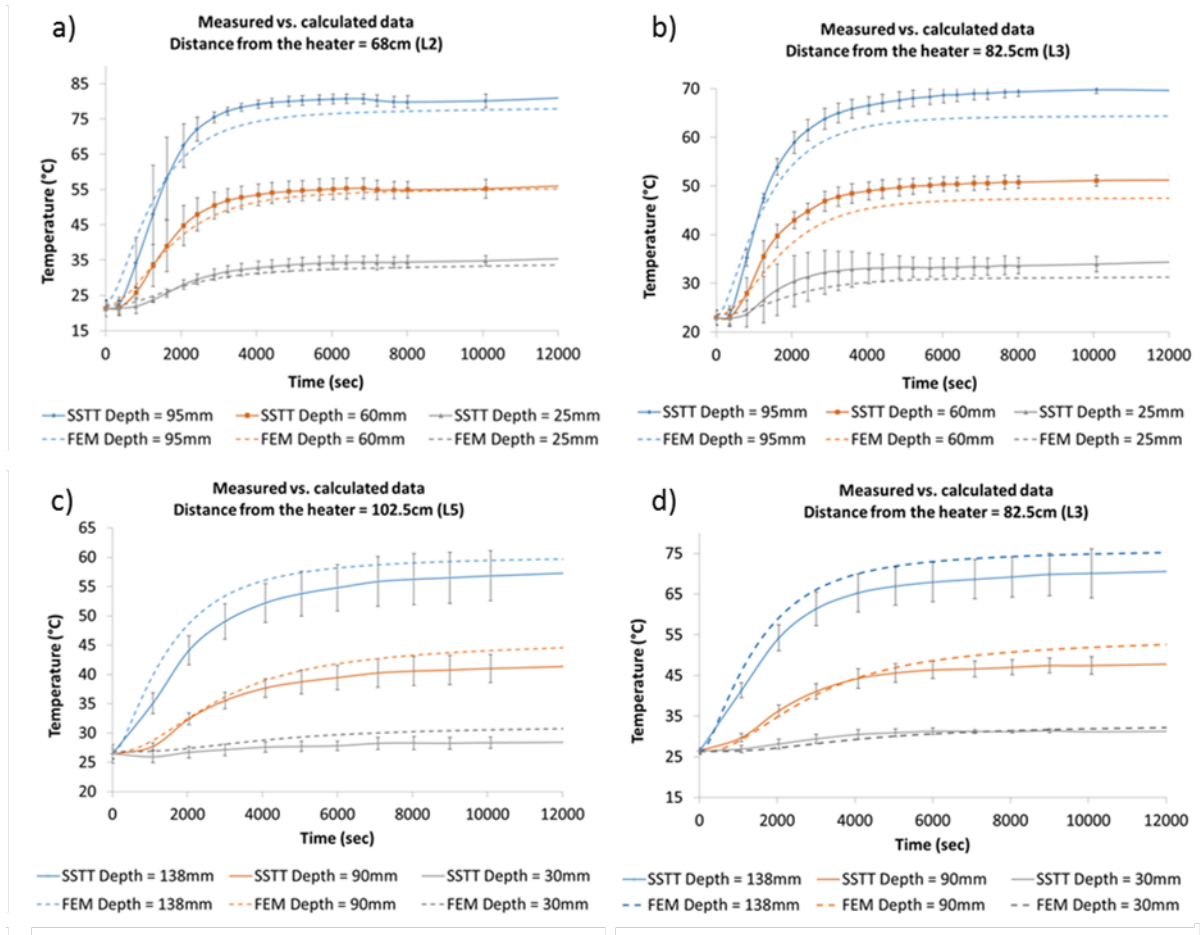 a)
Measured vs. calculated data
Distance from the heater = 68cm (L2)
85
75
65
55
45
35
25
15
Temperature (°C)
0 2000 4000 6000 8000 10000 12000
Time (sec)
SSTT Depth = 95mm SSTT Depth = 60mm SSTT Depth = 25mm
FEM Depth = 95mm FEM Depth = 60mm FEM Depth = 25mm
b)
Measured vs. calculated data
Distance from the heater = 82.5cm (L3)
70
60
50
40
30
20
Temperature (°C)
0 2000 4000 6000 8000 10000 12000
Time (sec)
SSTT Depth = 95mm SSTT Depth = 60mm SSTT Depth = 25mm
FEM Depth = 95mm FEM Depth = 60mm FEM Depth = 25mm
c)
Measured vs. calculated data
Distance from the heater = 102.5cm (L5)
65
60
55
50
45
40
35
30
25
20
Temperature (°C)
0 2000 4000 6000 8000 10000 12000
Time (sec)
SSTT Depth = 138mm SSTT Depth = 90mm SSTT Depth = 30mm
FEM Depth = 138mm FEM Depth = 90mm FEM Depth = 30mm
d)
Measured vs. calculated data
Distance from the heater = 82.5cm (L3)
75
65
55
45
35
25
15
Temperature (°C)
0 2000 4000 6000 8000 10000 12000
Time (sec)
SSTT Depth = 138mm SSTT Depth = 90mm SSTT Depth = 30mm
FEM Depth = 138mm FEM Depth = 90mm FEM Depth = 30mm